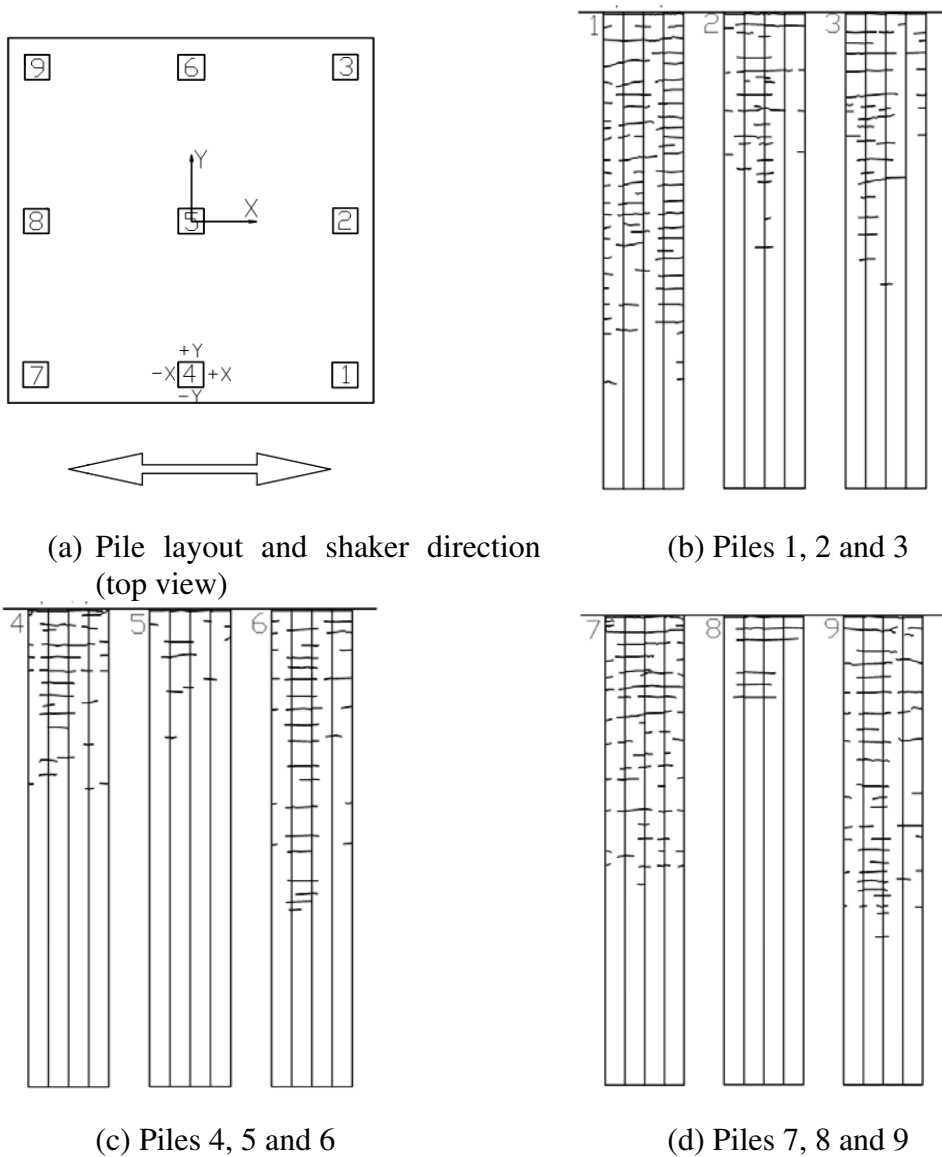 9 6 3
Y
X
8 5 2
+Y
-X 4 +X
-Y
7 1
(a) Pile layout and shaker direction
(top view)
1 2 3
(b) Piles 1, 2 and 3
4 5 6
(c) Piles 4, 5 and 6
7 8 9
(d) Piles 7, 8 and 9